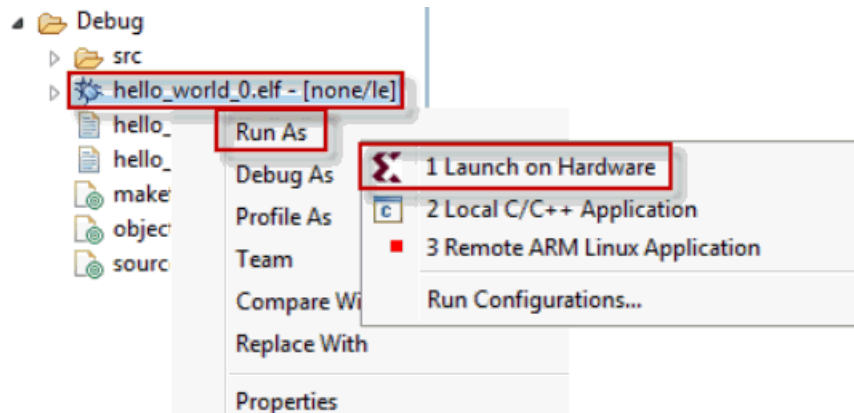 Debug
src
hello_world_0.elf - [none/le]
hello_
hello_
make
objec
sourc
Run As
Debug As
Profile As
Team
Compare Wi
Replace With
Properties
1 Launch on Hardware
2 Local C/C++ Application
3 Remote ARM Linux Application
Run Configurations...